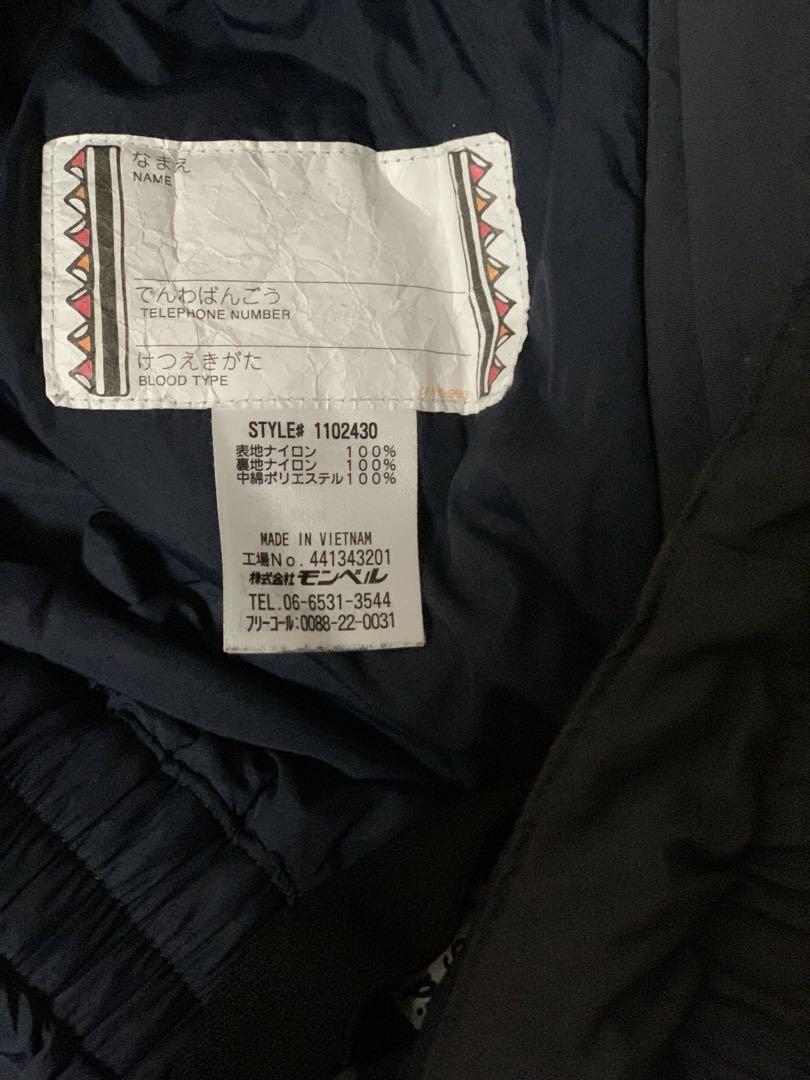 なまえ
NAME
でんわばんごう
TELEPHONE NUMBER
けつえきがた
BLOOD TYPE
STYLE# 1102430
表地ナイロン 100%
裏地ナイロン 100%
中綿ポリエステル100%
MADE IN VIETNAM
工場No.441343201
株式会社モンベル
TEL.06-6531-3544
フリーコール:0088-22-0031